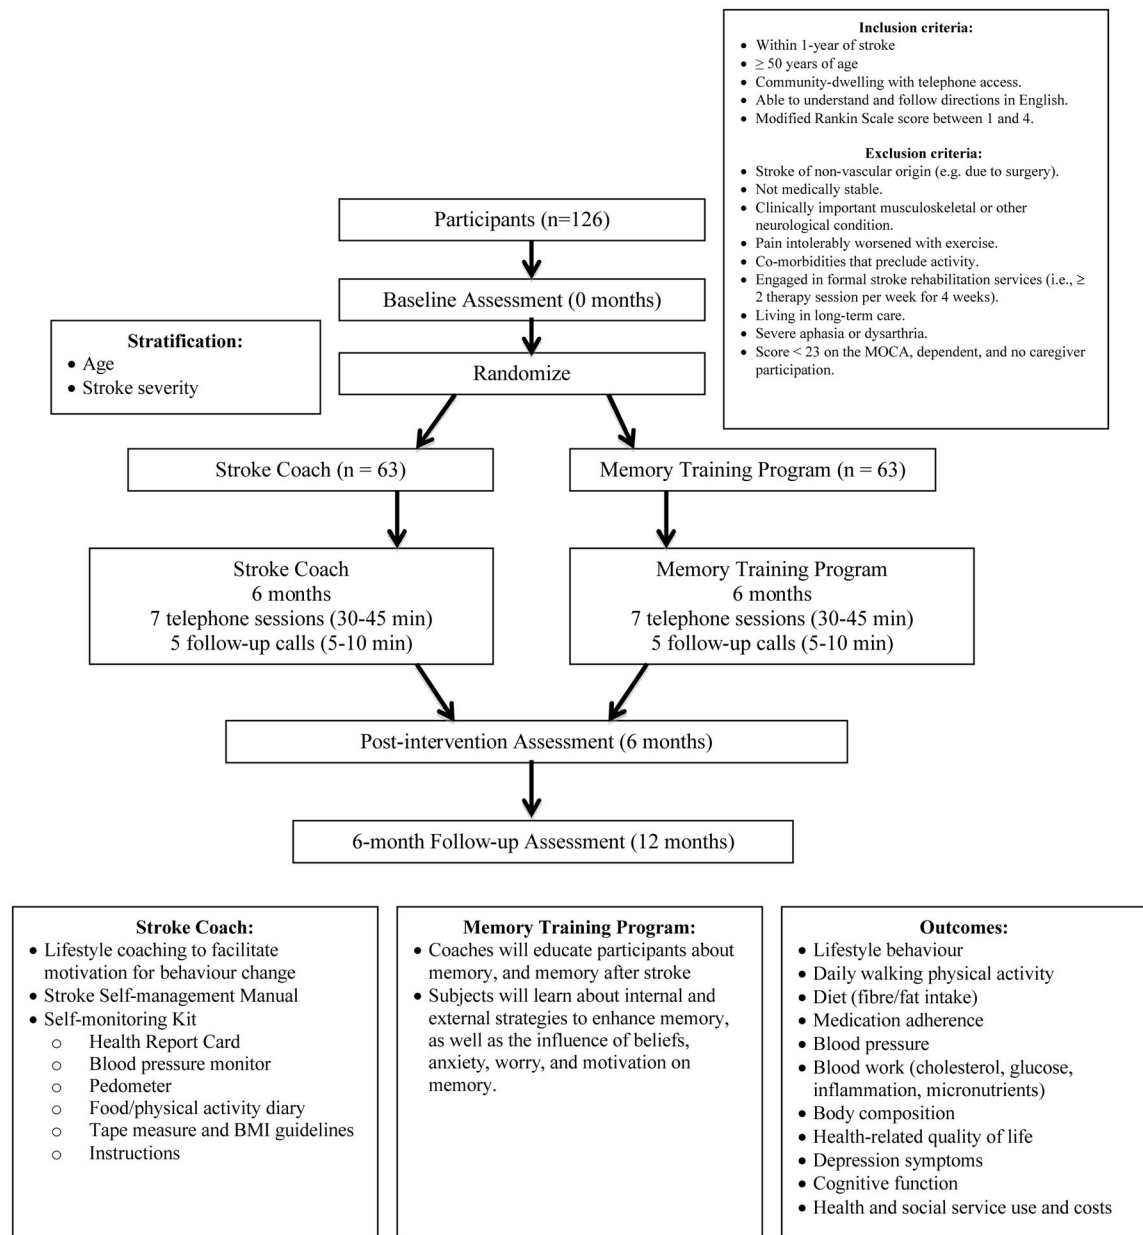 Inclusion criteria:
• Within 1-year of stroke
• ≥ 50 years of age
• Community-dwelling with telephone access.
• Able to understand and follow directions in English.
• Modified Rankin Scale score between 1 and 4.
Exclusion criteria:
• Stroke of non-vascular origin (e.g. due to surgery).
• Not medically stable.
• Clinically important musculoskeletal or other
neurological condition.
• Pain intolerably worsened with exercise.
• Co-morbidities that preclude activity.
• Engaged in formal stroke rehabilitation services (i.e., ≥
2 therapy session per week for 4 weeks).
• Living in long-term care.
• Severe aphasia or dysarthria.
• Score < 23 on the MOCA, dependent, and no caregiver
participation.
Participants (n=126)
Baseline Assessment (0 months)
Stratification:
• Age
• Stroke severity
Randomize
Stroke Coach (n = 63)
Memory Training Program (n = 63)
Stroke Coach
6 months
7 telephone sessions (30-45 min)
5 follow-up calls (5-10 min)
Memory Training Program
6 months
7 telephone sessions (30-45 min)
5 follow-up calls (5-10 min)
Post-intervention Assessment (6 months)
6-month Follow-up Assessment (12 months)
Stroke Coach:
• Lifestyle coaching to facilitate
motivation for behaviour change
• Stroke Self-management Manual
• Self-monitoring Kit
o Health Report Card
o Blood pressure monitor
o Pedometer
o Food/physical activity diary
o Tape measure and BMI guidelines
o Instructions
Memory Training Program:
• Coaches will educate participants about
memory, and memory after stroke
• Subjects will learn about internal and
external strategies to enhance memory,
as well as the influence of beliefs,
anxiety, worry, and motivation on
memory.
Outcomes:
• Lifestyle behaviour
• Daily walking physical activity
• Diet (fibre/fat intake)
• Medication adherence
• Blood pressure
• Blood work (cholesterol, glucose,
inflammation, micronutrients)
• Body composition
• Health-related quality of life
• Depression symptoms
• Cognitive function
• Health and social service use and costs